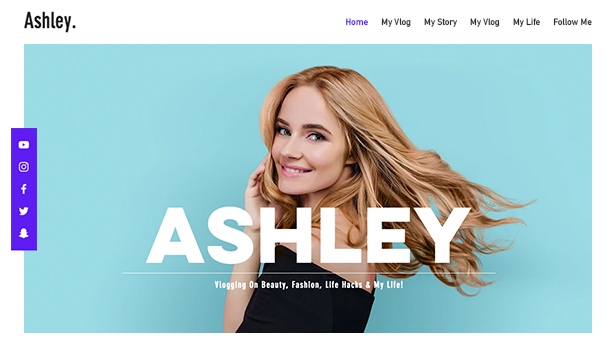 Ashley.
Home My Vlog My Story My Vlog My Life Follow Me
ASHLEY
Vlogging On Beauty, Fashion, Life Hacks & My Life!